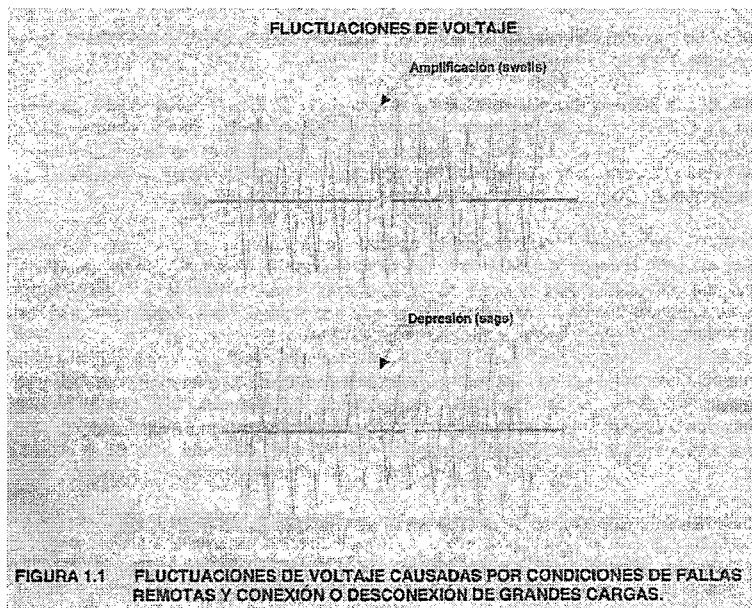 FLUCTUACIONES DE VOLTAJE
Amplificación (swells)
Depresión (sags)
FIGURA 1.1 FLUCTUACIONES DE VOLTAJE CAUSADAS POR CONDICIONES DE FALLAS
REMOTAS Y CONEXIÓN O DESCONEXIÓN DE GRANDES CARGAS.